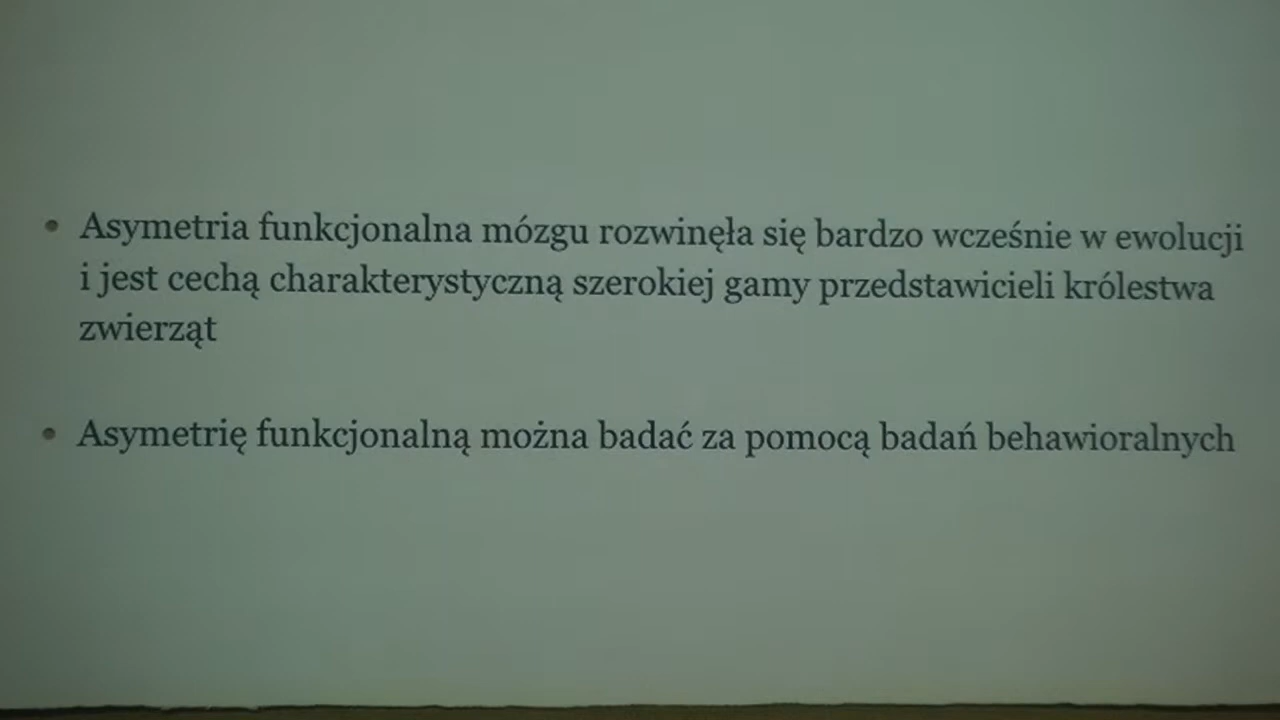 • Asymetria funkcjonalna mózgu rozwinęła się bardzo wcześnie w ewolucji
i jest cechą charakterystyczną szerokiej gamy przedstawicieli królestwa
zwierząt
• Asymetrię funkcjonalną można badać za pomocą badań behawioralnych